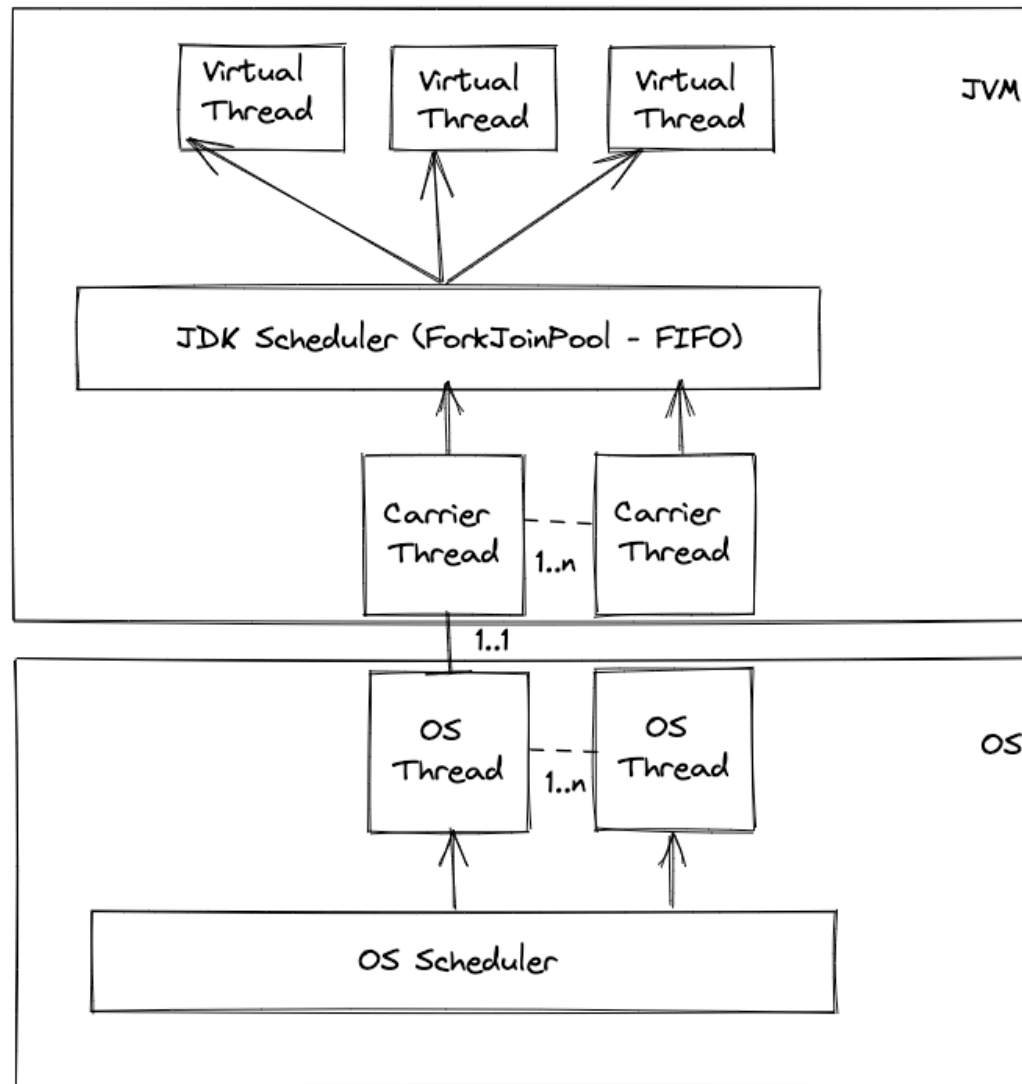 Virtual
Thread
Virtual
Thread
Virtual
Thread
JVM
JDK Scheduler (ForkJoinPool - FIFO)
Carrier
Thread
1..n
Carrier
Thread
1..1
OS
Thread
1..n
OS
Thread
OS
OS Scheduler